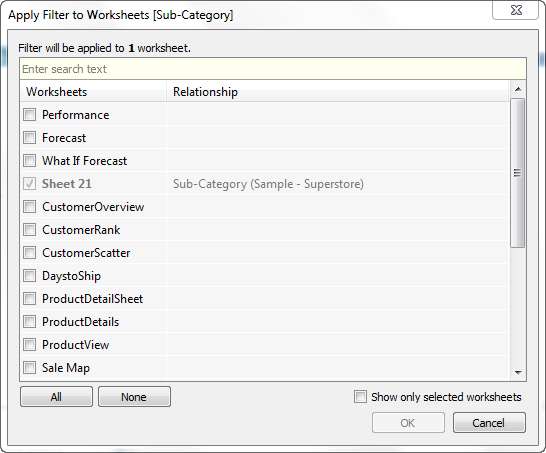 Apply Filter to Worksheets [Sub-Category]
Filter will be applied to 1 worksheet.
Enter search text
Worksheets Relationship
Performance
Forecast
What If Forecast
Sheet 21 Sub-Category (Sample - Superstore)
CustomerOverview
CustomerRank
CustomerScatter
DaystoShip
ProductDetailSheet
ProductDetails
ProductView
Sale Map
All None Show only selected worksheets
OK Cancel